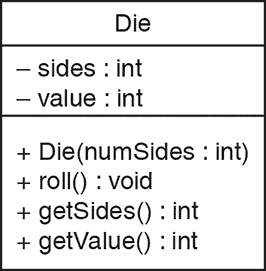 Die
– sides : int
– value : int
+ Die(numSides : int)
+ roll() : void
+ getSides() : int
+ getValue() : int